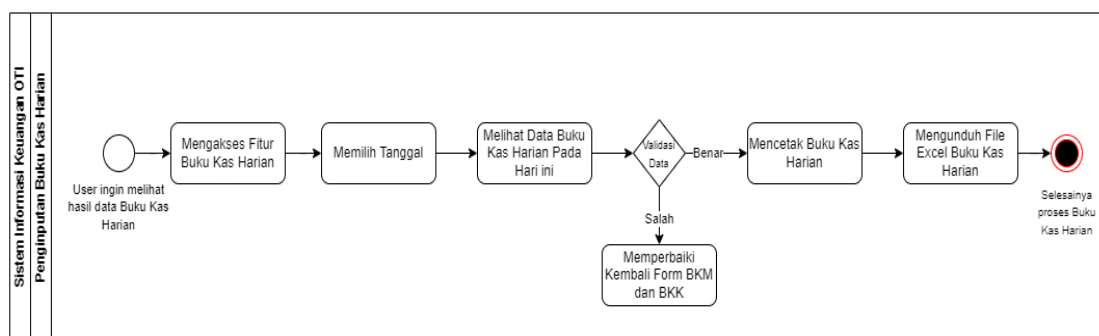 Sistem Informasi Keuangan OTI
Penginputan Buku Kas Harian
User ingin melihat
hasil data Buku Kas
Harian
Mengakses Fitur
Buku Kas Harian
Memilih Tanggal
Melihat Data Buku
Kas Harian Pada
Hari ini
Validasi
Data
Benar
Salah
Memperbaiki
Kembali Form BKM
dan BKK
Mencetak Buku Kas
Harian
Mengunduh File
Excel Buku Kas
Harian
Selesainya
proses Buku
Kas Harian